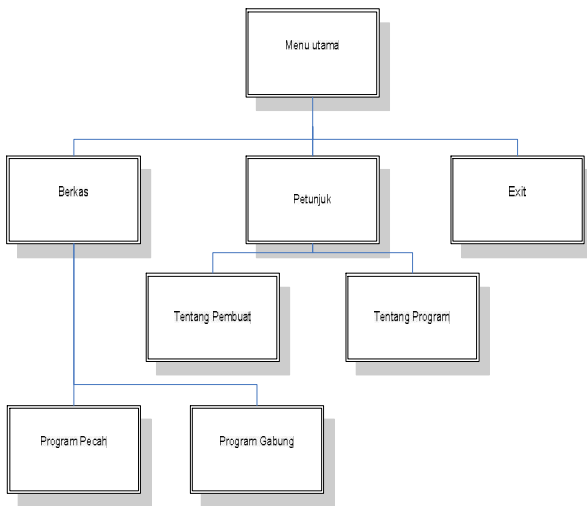 Menu utama
Berkas
Petunjuk
Exit
Tentang Pembuat
Tentang Program
Program Pecah
Program Gabung